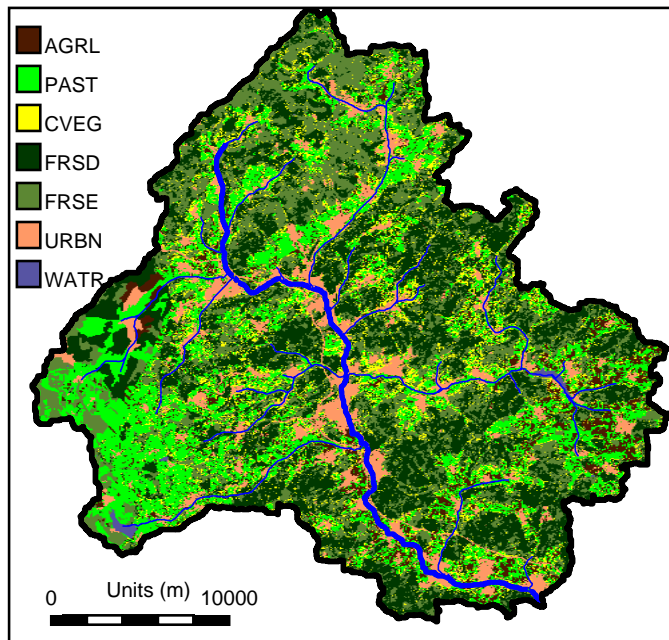 AGRL
PAST
CVEG
FRSD
FRSE
URBN
WATR
Units (m)
0 10000